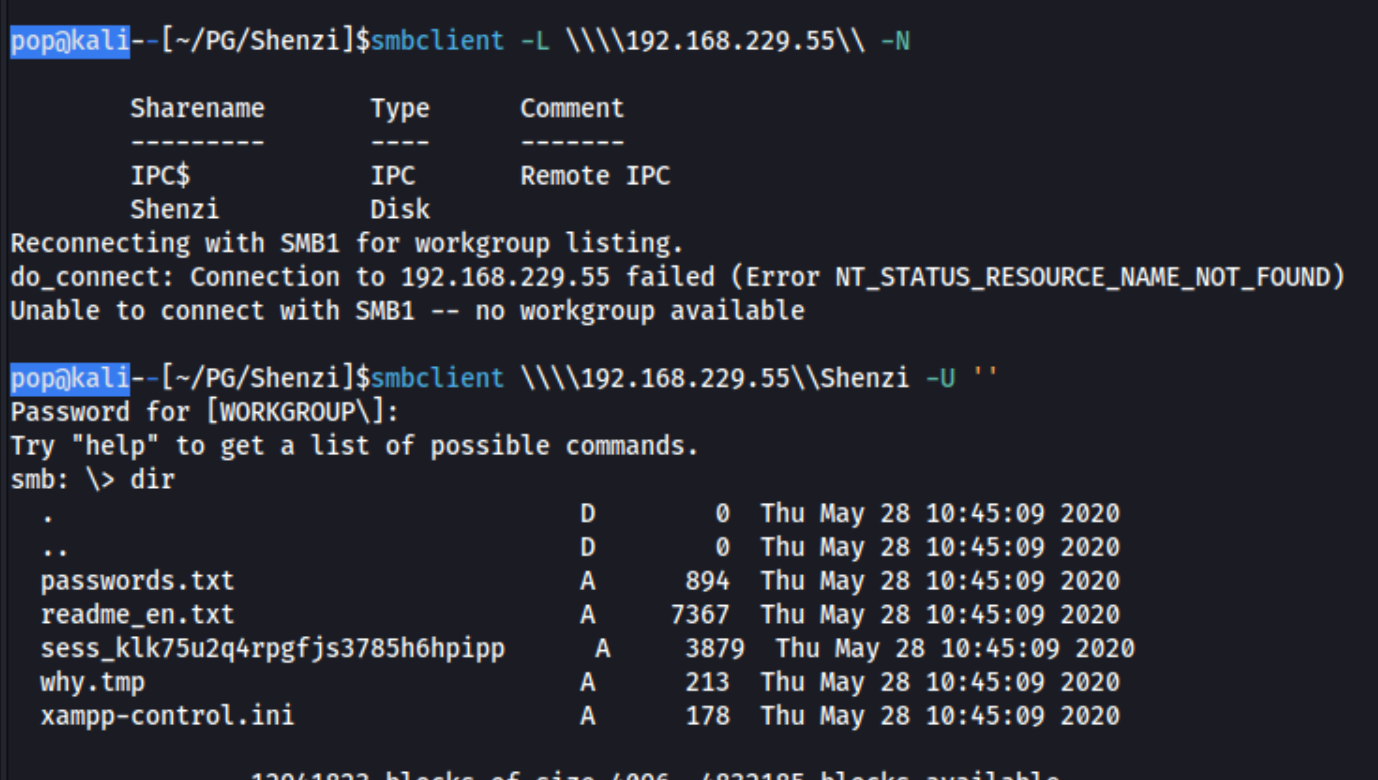 pop@kali--[~/PG/Shenzi]$smbclient -L \\\\192.168.229.55\\ -N
Sharename Type Comment
--------- ---- -------
IPC$ IPC Remote IPC
Shenzi Disk
Reconnecting with SMB1 for workgroup listing.
do_connect: Connection to 192.168.229.55 failed (Error NT_STATUS_RESOURCE_NAME_NOT_FOUND)
Unable to connect with SMB1 -- no workgroup available
pop@kali--[~/PG/Shenzi]$smbclient \\\\192.168.229.55\\Shenzi -U ''
Password for [WORKGROUP\]:
Try "help" to get a list of possible commands.
smb: \> dir
. D 0 Thu May 28 10:45:09 2020
.. D 0 Thu May 28 10:45:09 2020
passwords.txt A 894 Thu May 28 10:45:09 2020
readme_en.txt A 7367 Thu May 28 10:45:09 2020
sess_klk75u2q4rpgfjs3785h6hpipp A 3879 Thu May 28 10:45:09 2020
why.tmp A 213 Thu May 28 10:45:09 2020
xampp-control.ini A 178 Thu May 28 10:45:09 2020
blocks of size blocks available